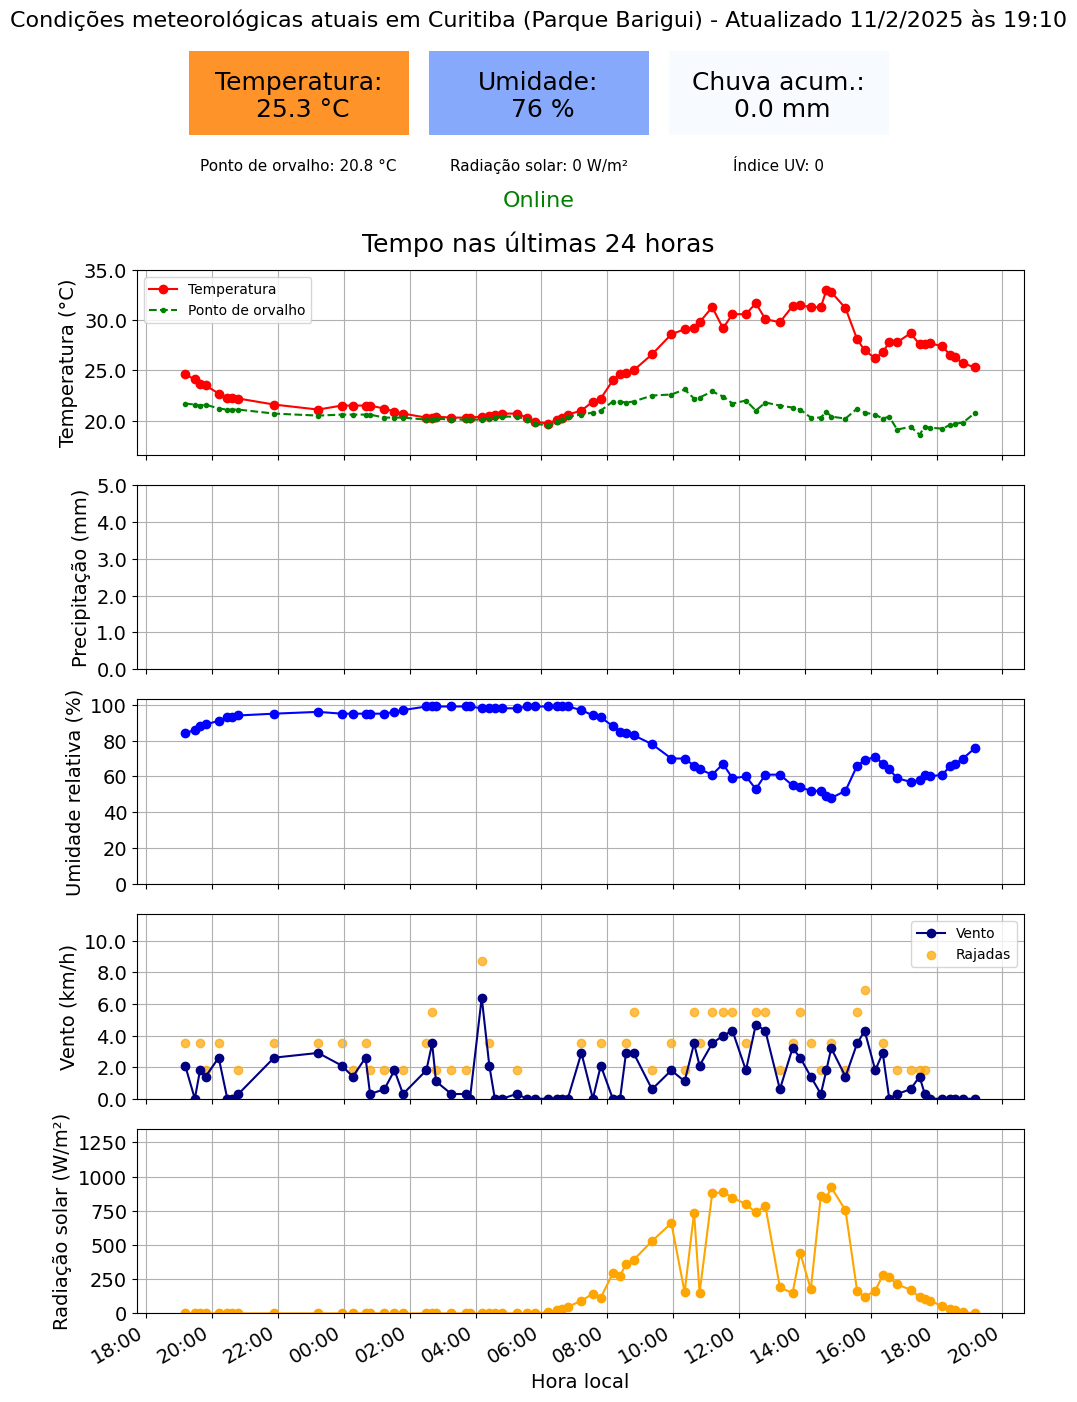 Condições meteorológicas atuais em Curitiba (Parque Barigui) - Atualizado 11/2/2025 às 19:10
Temperatura:
25.3 °C
Umidade:
76 %
Chuva acum.:
0.0 mm
Ponto de orvalho: 20.8 °C
Radiação solar: 0 W/m²
Índice UV: 0
Online
Tempo nas últimas 24 horas
Temperatura (°C)
35.0
30.0
25.0
20.0
Temperatura
Ponto de orvalho
Precipitação (mm)
5.0
4.0
3.0
2.0
1.0
0.0
Umidade relativa (%)
100
80
60
40
20
0
Vento (km/h)
10.0
8.0
6.0
4.0
2.0
0.0
Vento
Rajadas
Radiação solar (W/m²)
1250
1000
750
500
250
0
18:00
20:00
22:00
00:00
02:00
04:00
06:00
08:00
10:00
12:00
14:00
16:00
18:00
20:00
Hora local